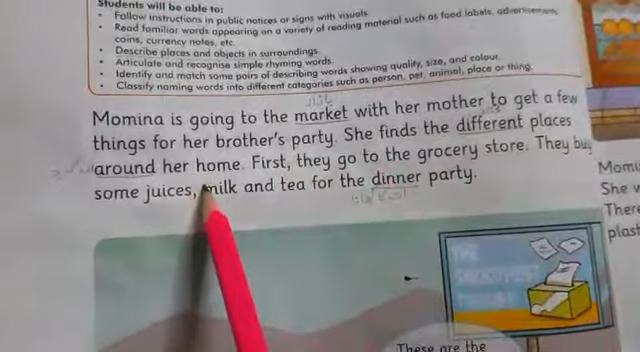 Students will be able to:
• Follow instructions in public notices or signs with visuals.
• Read familiar words appearing on a variety of reading material such as food labels, advertisements,
coins, currency notes, etc.
• Describe places and objects in surroundings.
• Articulate and recognise simple rhyming words.
• Identify and match some pairs of describing words showing quality, size, and colour.
• Classify naming words into different categories such as person, pet, animal, place or thing.
بازار
Momina is going to the market with her mother to get a few
things for her brother's party. She finds the different places
around her home. First, they go to the grocery store. They buy
some juices, milk and tea for the dinner party.
These are the
Mom
She
There
plast